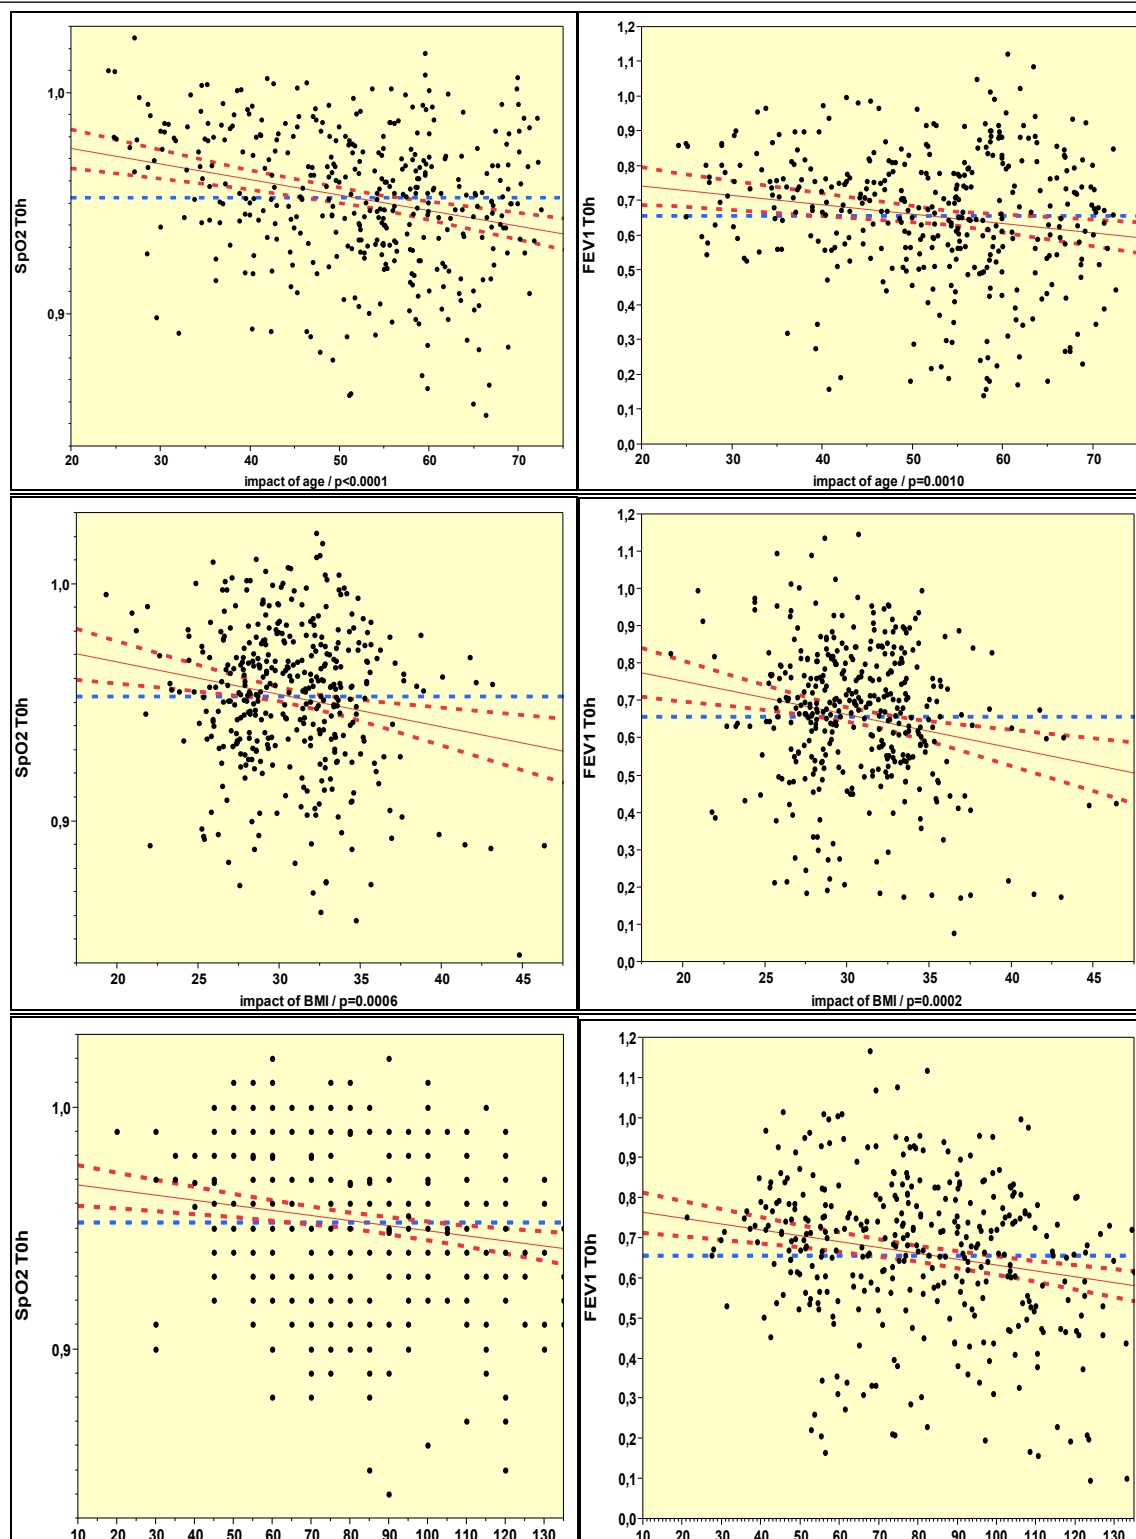 1,0
0,9
SpO2 T0h
20 30 40 50 60 70
impact of age / p<0.0001
1,2
1,1
1,0
0,9
0,8
0,7
0,6
0,5
0,4
0,3
0,2
0,1
0,0
FEV1 T0h
20 30 40 50 60 70
impact of age / p=0.0010
1,0
0,9
SpO2 T0h
20 25 30 35 40 45
impact of BMI / p=0.0006
1,2
1,1
1,0
0,9
0,8
0,7
0,6
0,5
0,4
0,3
0,2
0,1
0,0
FEV1 T0h
20 25 30 35 40 45
impact of BMI / p=0.0002
1,0
0,9
SpO2 T0h
10 20 30 40 50 60 70 80 90 100 110 120 130
1,2
1,1
1,0
0,9
0,8
0,7
0,6
0,5
0,4
0,3
0,2
0,1
0,0
FEV1 T0h
10 20 30 40 50 60 70 80 90 100 110 120 130